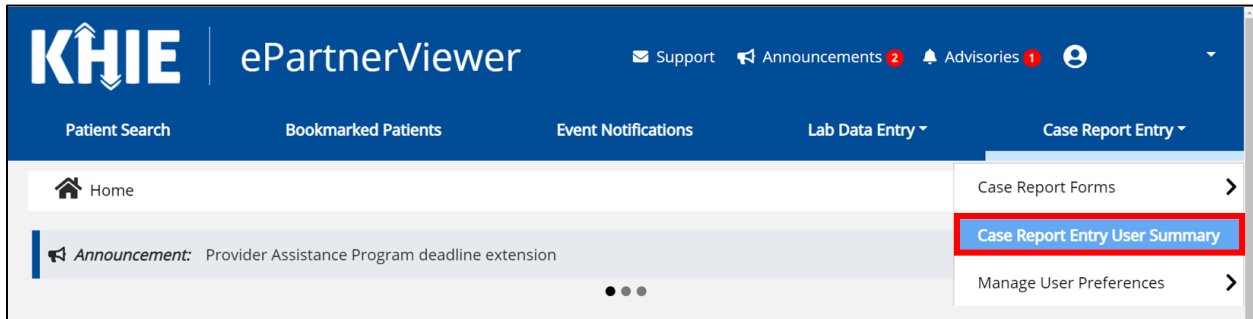 KHIE ePartnerViewer
Support Announcements 2 Advisories 1
Patient Search Bookmarked Patients Event Notifications Lab Data Entry Case Report Entry
Home
Case Report Forms
Case Report Entry User Summary
Announcement: Provider Assistance Program deadline extension
Manage User Preferences